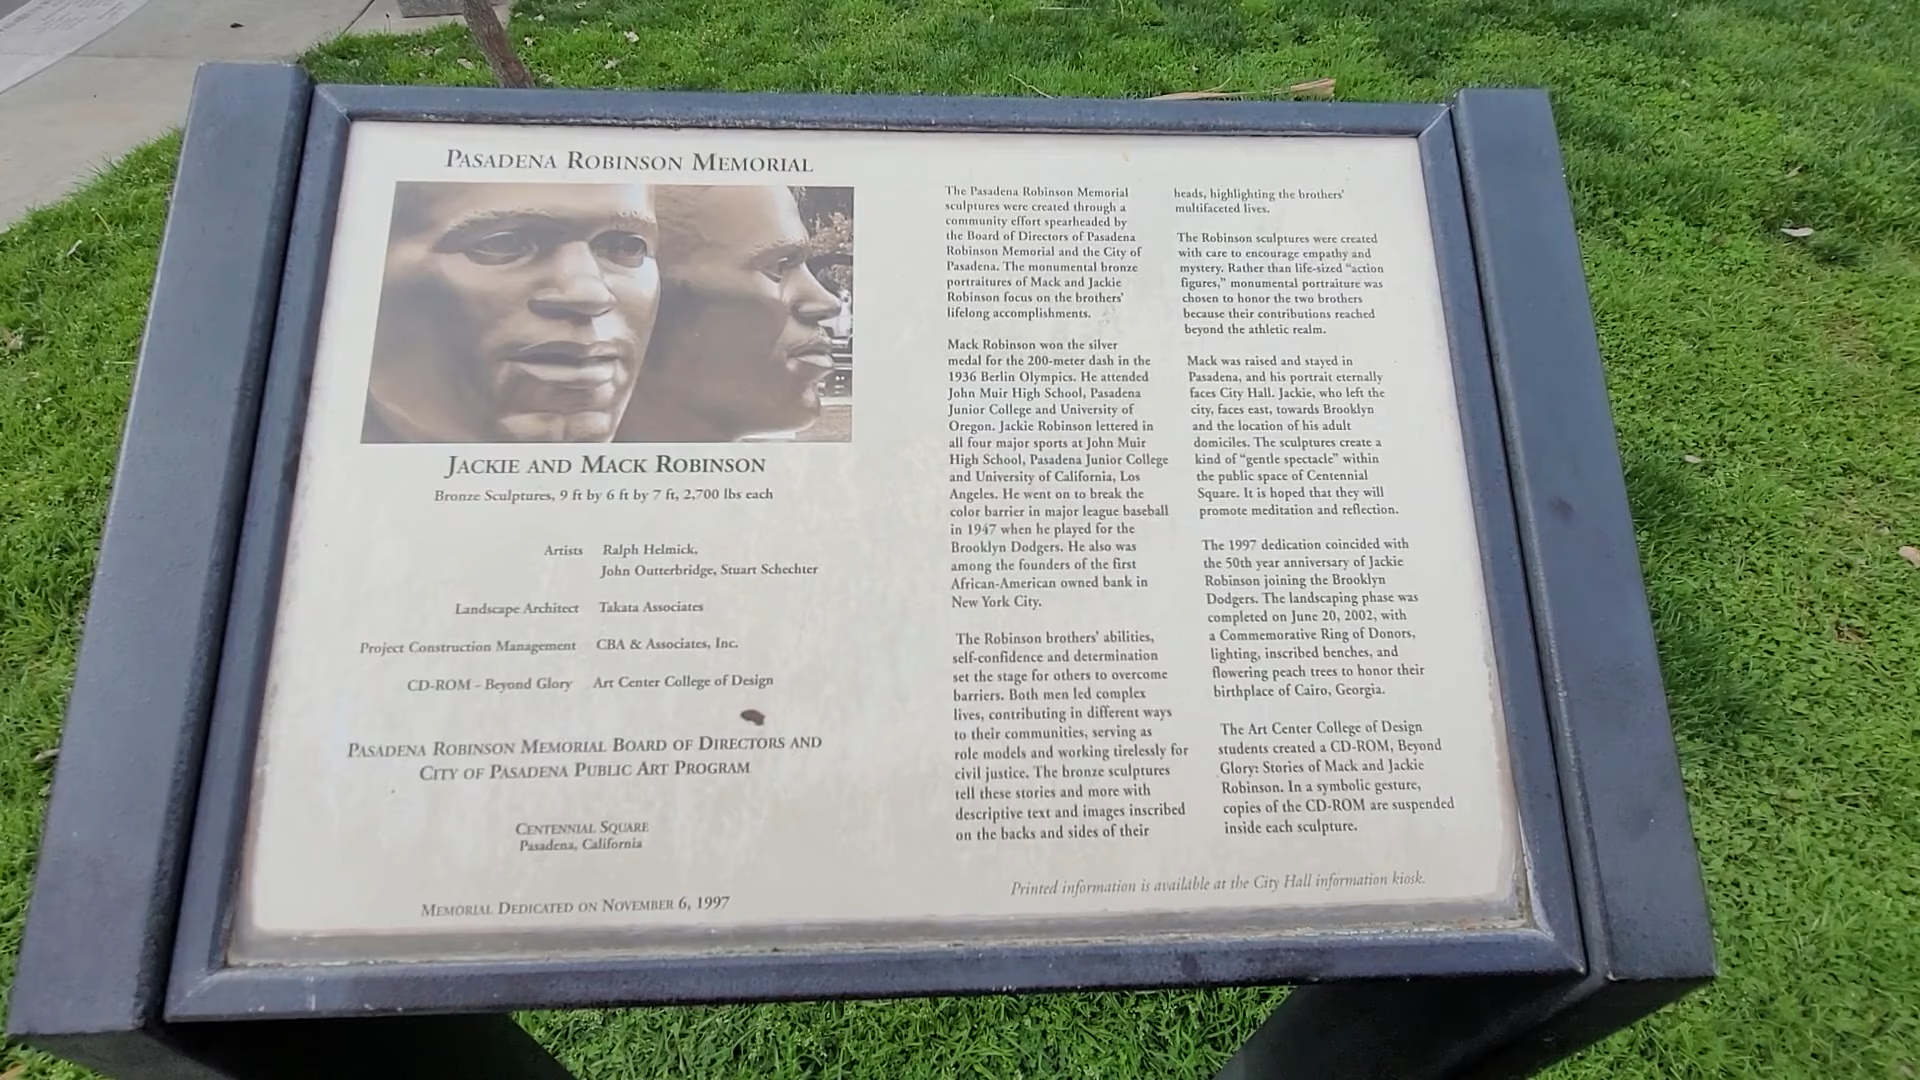 PASADENA ROBINSON MEMORIAL
JACKIE AND MACK ROBINSON
Bronze Sculptures, 9 ft by 6 ft by 7 ft, 2,700 lbs each
Artists Ralph Helmick,
John Outterbridge, Stuart Schechter
Landscape Architect Takata Associates
Project Construction Management CBA & Associates, Inc.
CD-ROM - Beyond Glory Art Center College of Design
PASADENA ROBINSON MEMORIAL BOARD OF DIRECTORS AND
CITY OF PASADENA PUBLIC ART PROGRAM
CENTENNIAL SQUARE
Pasadena, California
MEMORIAL DEDICATED ON NOVEMBER 6, 1997
The Pasadena Robinson Memorial
sculptures were created through a
community effort spearheaded by
the Board of Directors of Pasadena
Robinson Memorial and the City of
Pasadena. The monumental bronze
portraitures of Mack and Jackie
Robinson focus on the brothers'
lifelong accomplishments.
Mack Robinson won the silver
medal for the 200-meter dash in the
1936 Berlin Olympics. He attended
John Muir High School, Pasadena
Junior College and University of
Oregon. Jackie Robinson lettered in
all four major sports at John Muir
High School, Pasadena Junior College
and University of California, Los
Angeles. He went on to break the
color barrier in major league baseball
in 1947 when he played for the
Brooklyn Dodgers. He also was
among the founders of the first
African-American owned bank in
New York City.
The Robinson brothers' abilities,
self-confidence and determination
set the stage for others to overcome
barriers. Both men led complex
lives, contributing in different ways
to their communities, serving as
role models and working tirelessly for
civil justice. The bronze sculptures
tell these stories and more with
descriptive text and images inscribed
on the backs and sides of their
heads, highlighting the brothers'
multifaceted lives.
The Robinson sculptures were created
with care to encourage empathy and
mystery. Rather than life-sized "action
figures," monumental portraiture was
chosen to honor the two brothers
because their contributions reached
beyond the athletic realm.
Mack was raised and stayed in
Pasadena, and his portrait eternally
faces City Hall. Jackie, who left the
city, faces east, towards Brooklyn
and the location of his adult
domiciles. The sculptures create a
kind of "gentle spectacle" within
the public space of Centennial
Square. It is hoped that they will
promote meditation and reflection.
The 1997 dedication coincided with
the 50th year anniversary of Jackie
Robinson joining the Brooklyn
Dodgers. The landscaping phase was
completed on June 20, 2002, with
a Commemorative Ring of Donors,
lighting, inscribed benches, and
flowering peach trees to honor their
birthplace of Cairo, Georgia.
The Art Center College of Design
students created a CD-ROM, Beyond
Glory: Stories of Mack and Jackie
Robinson. In a symbolic gesture,
copies of the CD-ROM are suspended
inside each sculpture.
Printed information is available at the City Hall information kiosk.